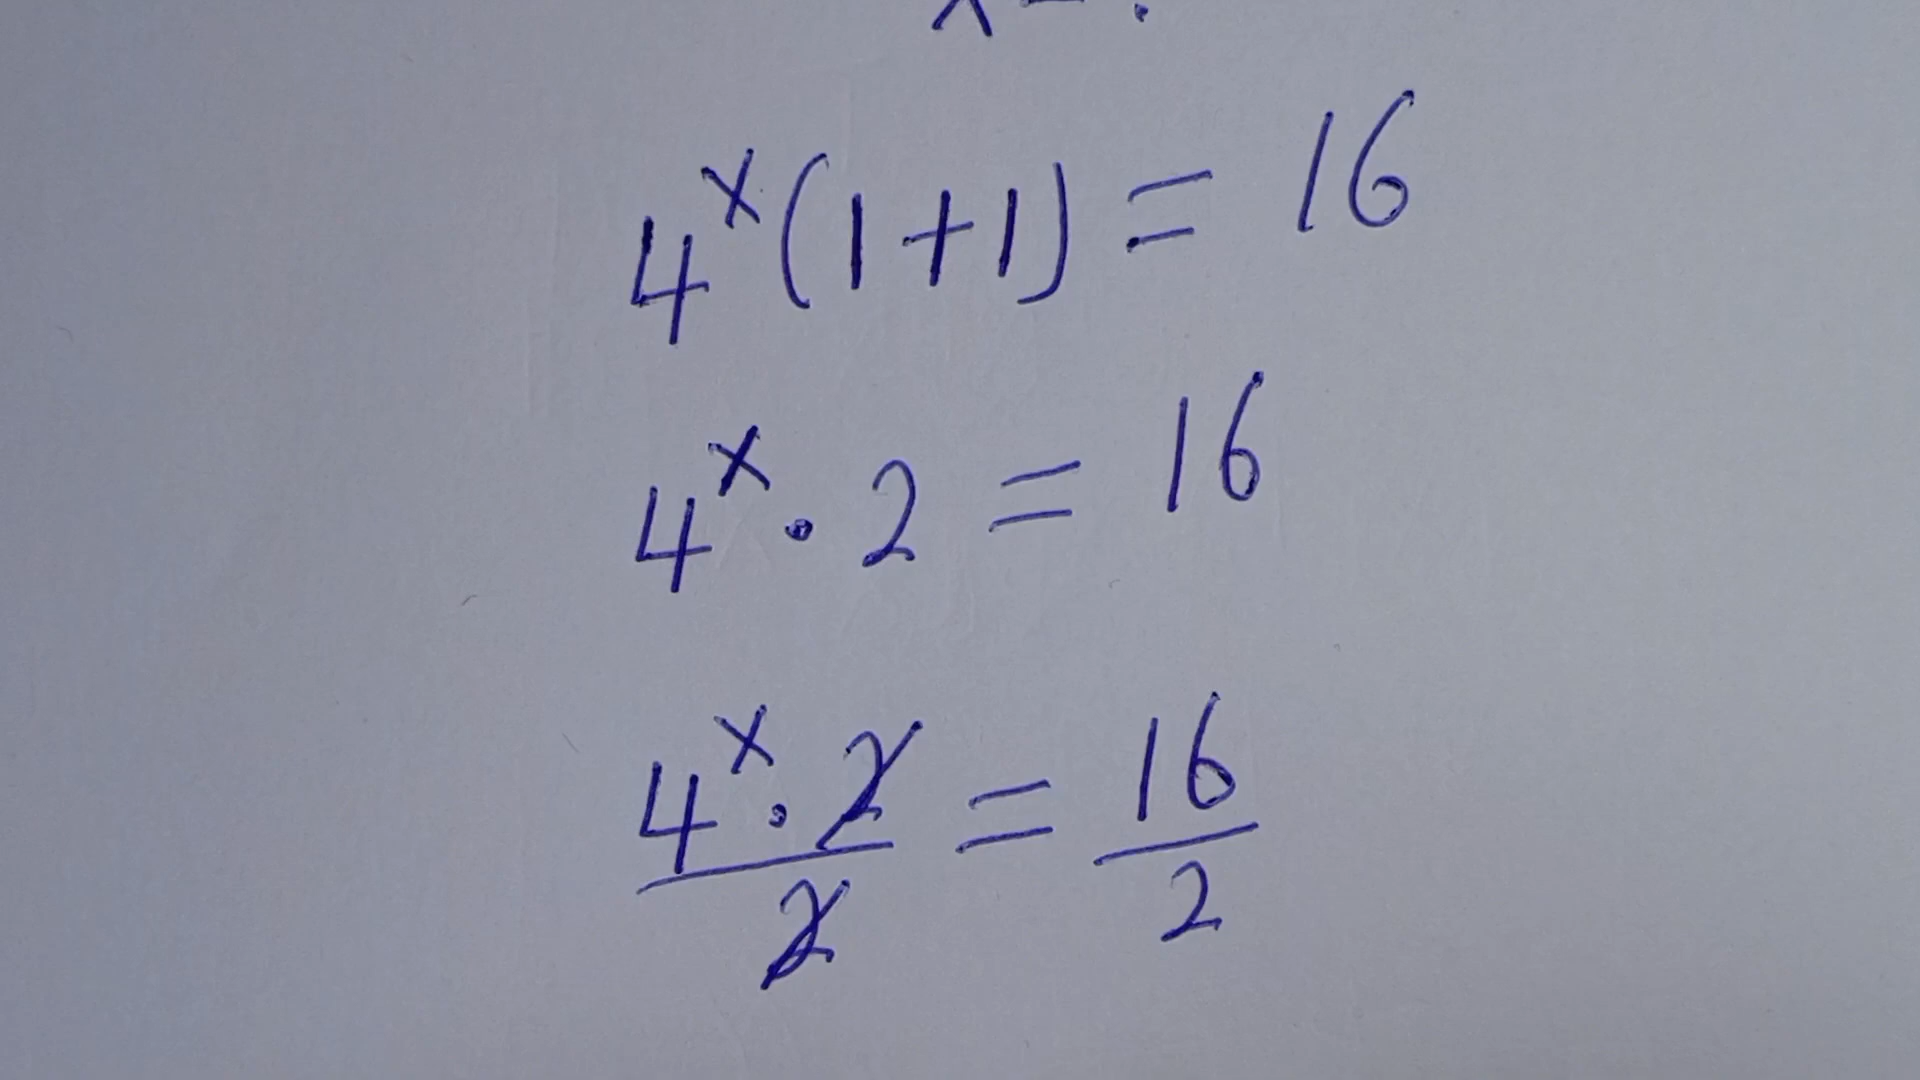 x = ?
4^x (1 + 1) = 16
4^x · 2 = 16
4^x · 2 / 2 = 16 / 2